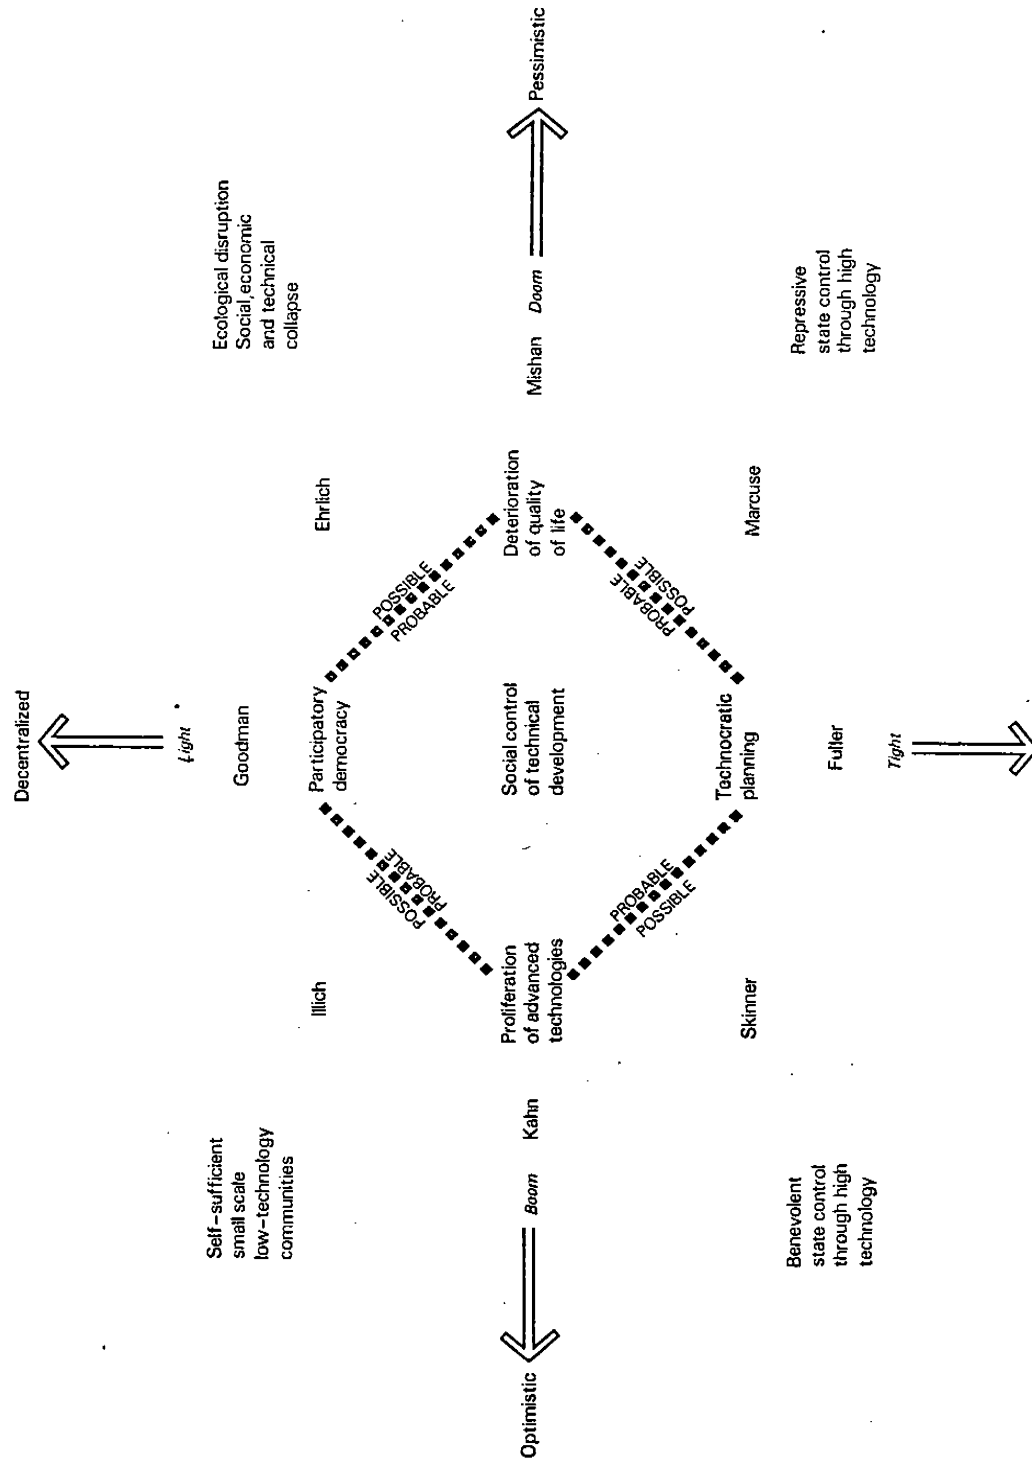 Decentralized
Light
Goodman
Self-sufficient
small scale
low-technology
communities
Ecological disruption
Social, economic
and technical
collapse
Illich
Participatory
democracy
Ehrlich
POSSIBLE
PROBABLE
POSSIBLE
PROBABLE
Optimistic
Boom
Kahn
Proliferation
of advanced
technologies
Social control
of technical
development
Deterioration
of quality
of life
Mishan
Doom
Pessimistic
PROBABLE
POSSIBLE
PROBABLE
POSSIBLE
Skinner
Technocratic
planning
Marcuse
Benevolent
state control
through high
technology
Repressive
state control
through high
technology
Fuller
Tight